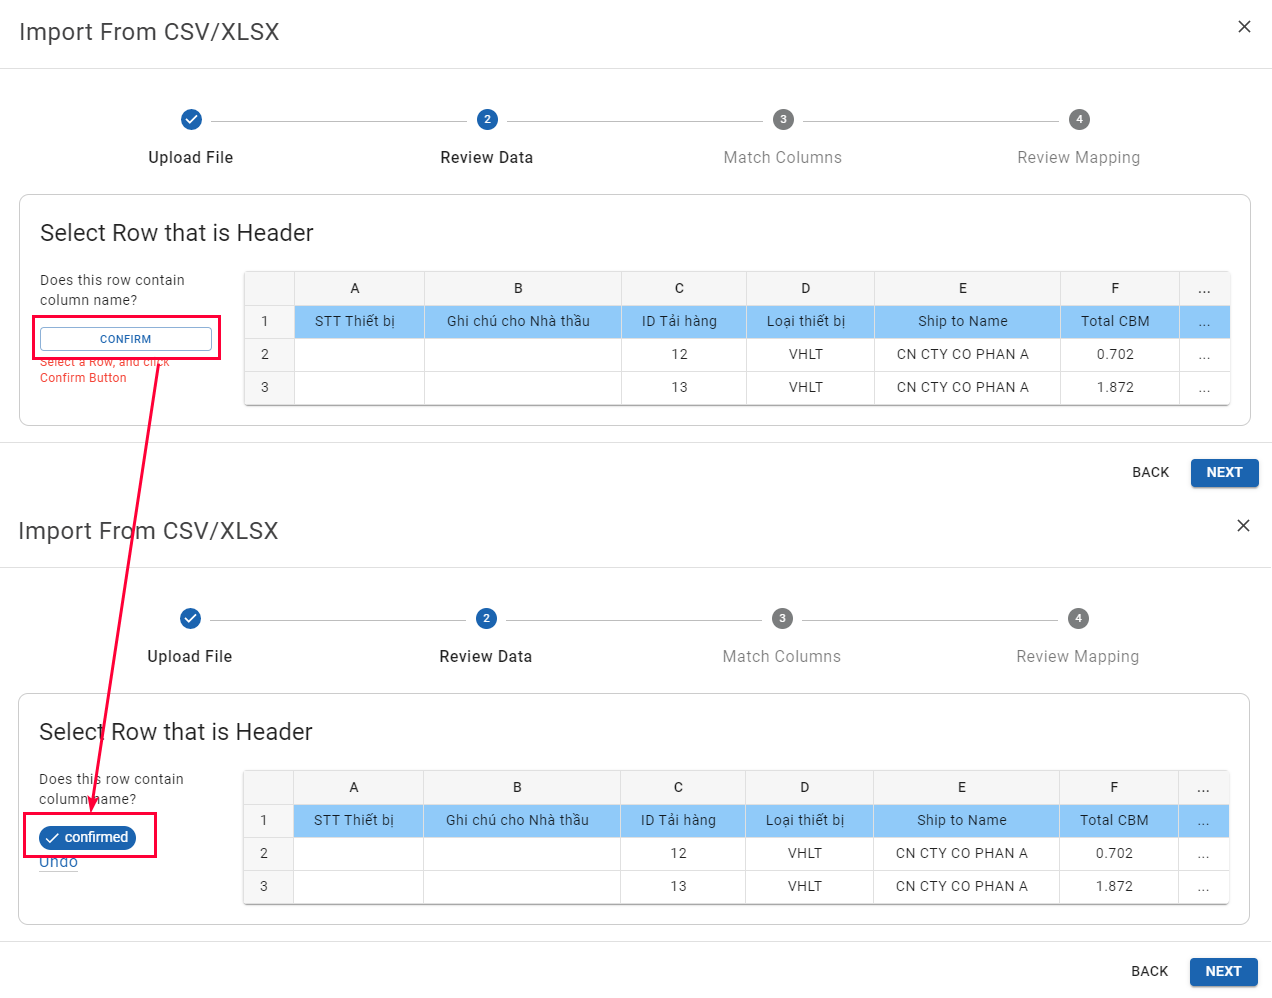 Import From CSV/XLSX
2 3 4
Upload File Review Data Match Columns Review Mapping
Select Row that is Header
Does this row contain
column name?
CONFIRM
Select a Row, and click
Confirm Button
A B C D E F ...
1 STT Thiết bị Ghi chú cho Nhà thầu ID Tải hàng Loại thiết bị Ship to Name Total CBM ...
2 12 VHLT CN CTY CO PHAN A 0.702 ...
3 13 VHLT CN CTY CO PHAN A 1.872 ...
BACK NEXT
Import From CSV/XLSX
2 3 4
Upload File Review Data Match Columns Review Mapping
Select Row that is Header
Does this row contain
column name?
confirmed
Undo
A B C D E F ...
1 STT Thiết bị Ghi chú cho Nhà thầu ID Tải hàng Loại thiết bị Ship to Name Total CBM ...
2 12 VHLT CN CTY CO PHAN A 0.702 ...
3 13 VHLT CN CTY CO PHAN A 1.872 ...
BACK NEXT